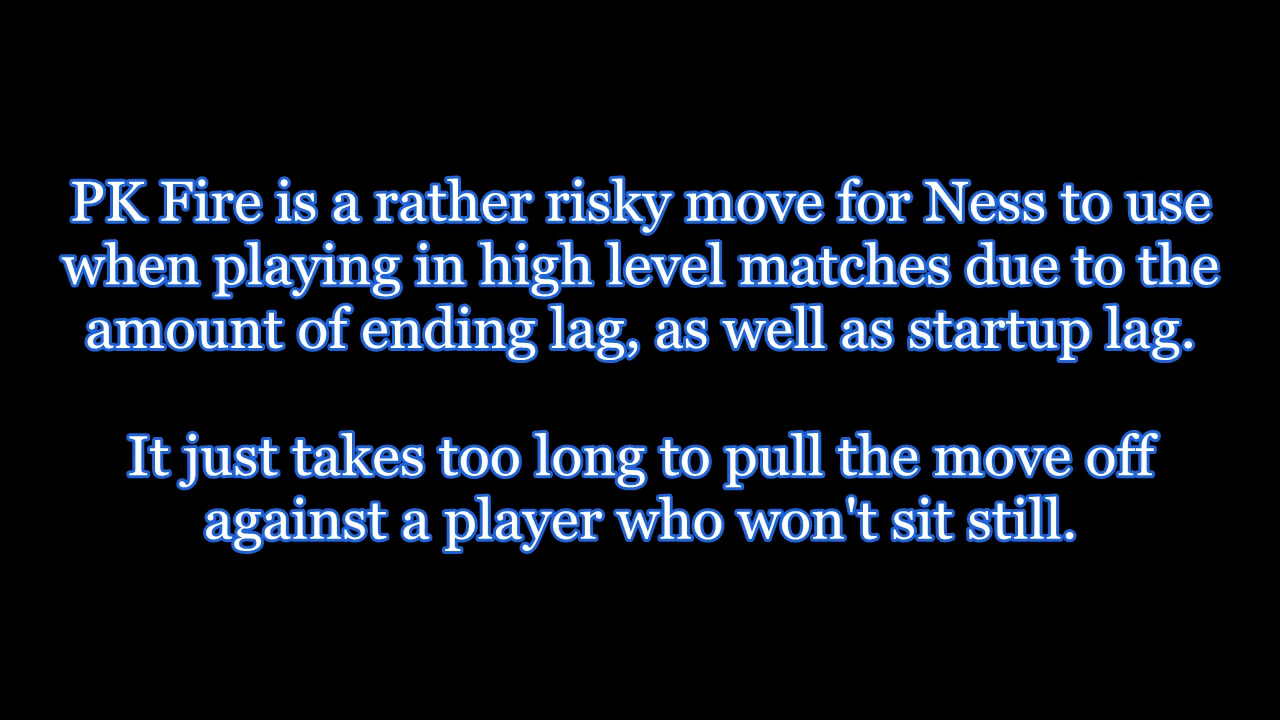 PK Fire is a rather risky move for Ness to use
when playing in high level matches due to the
amount of ending lag, as well as startup lag.
It just takes too long to pull the move off
against a player who won't sit still.